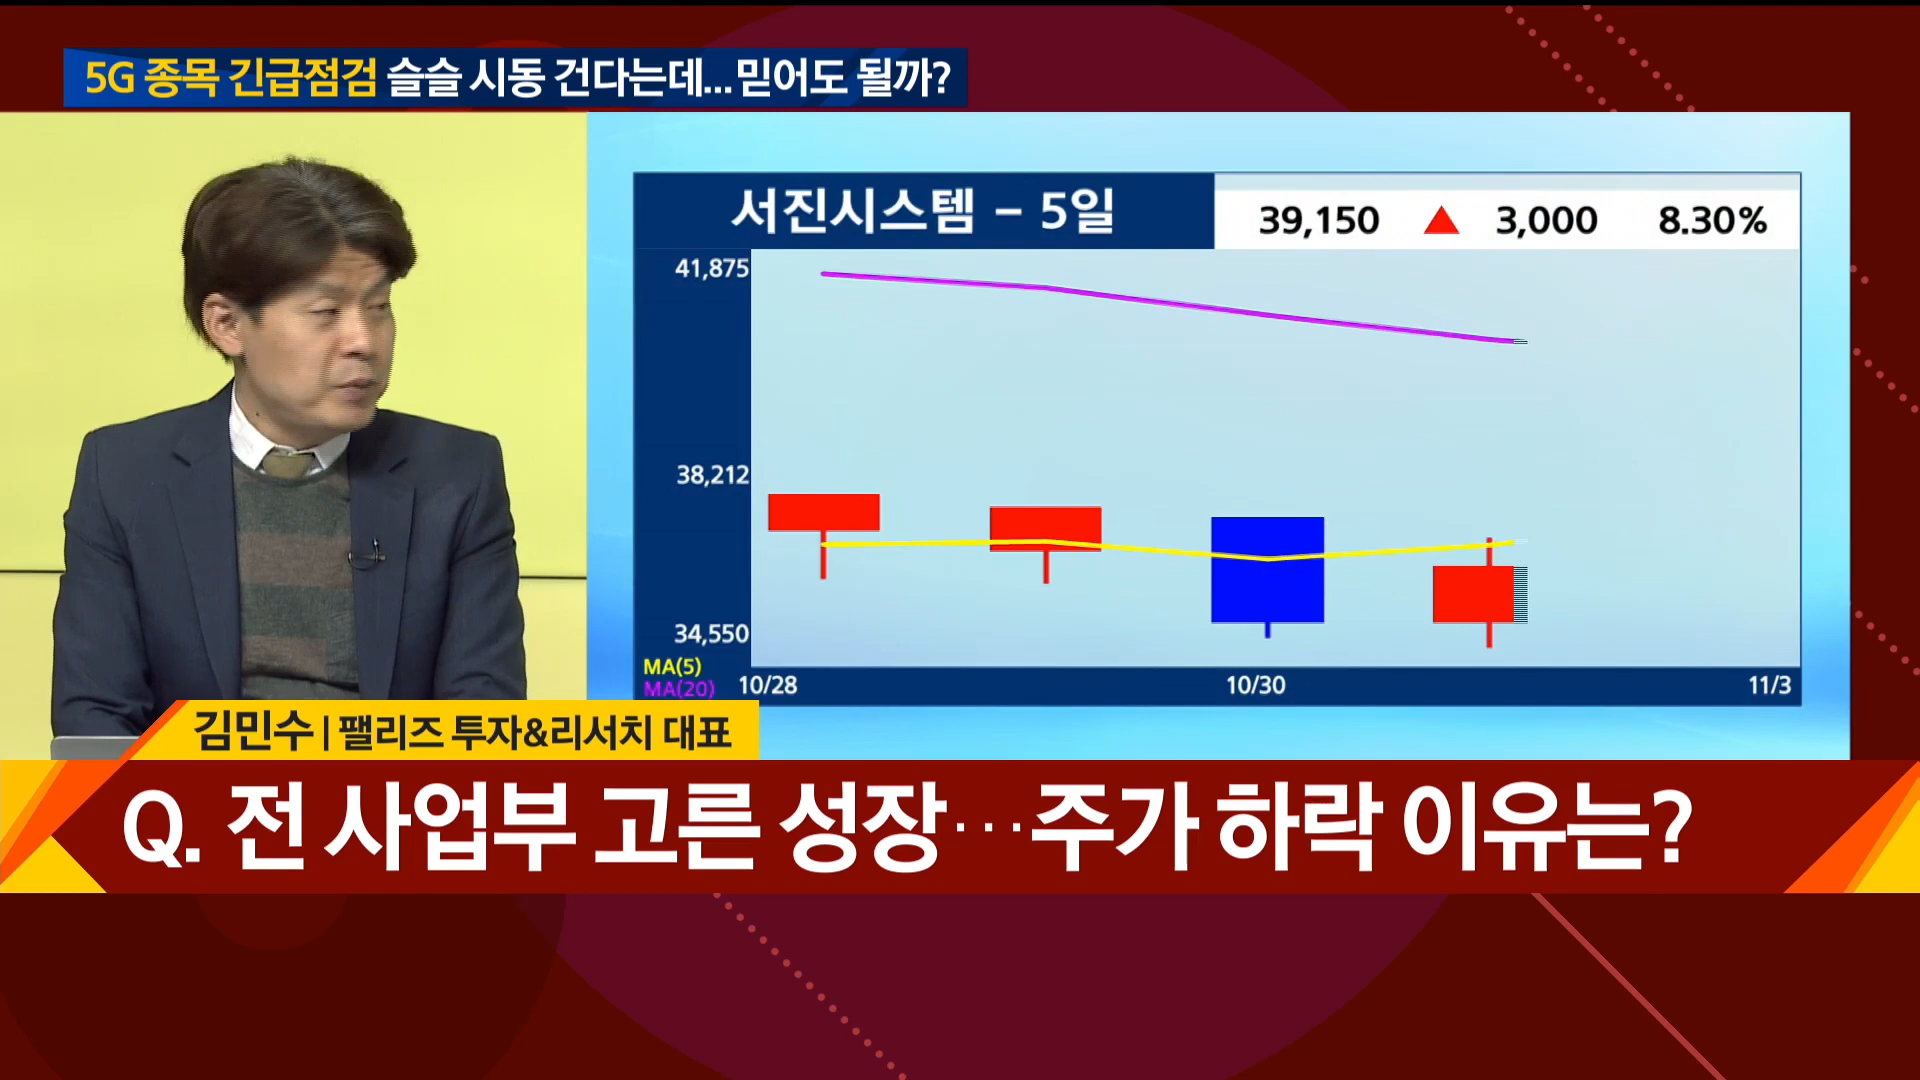 5G 종목 긴급점검 슬슬 시동 건다는데...믿어도 될까?
서진시스템 - 5일
39,150 ▲ 3,000 8.30%
41,875
38,212
34,550
MA(5)
MA(20)
10/28 10/30 11/3
김민수 | 팰리즈 투자&리서치 대표
Q. 전 사업부 고른 성장…주가 하락 이유는?